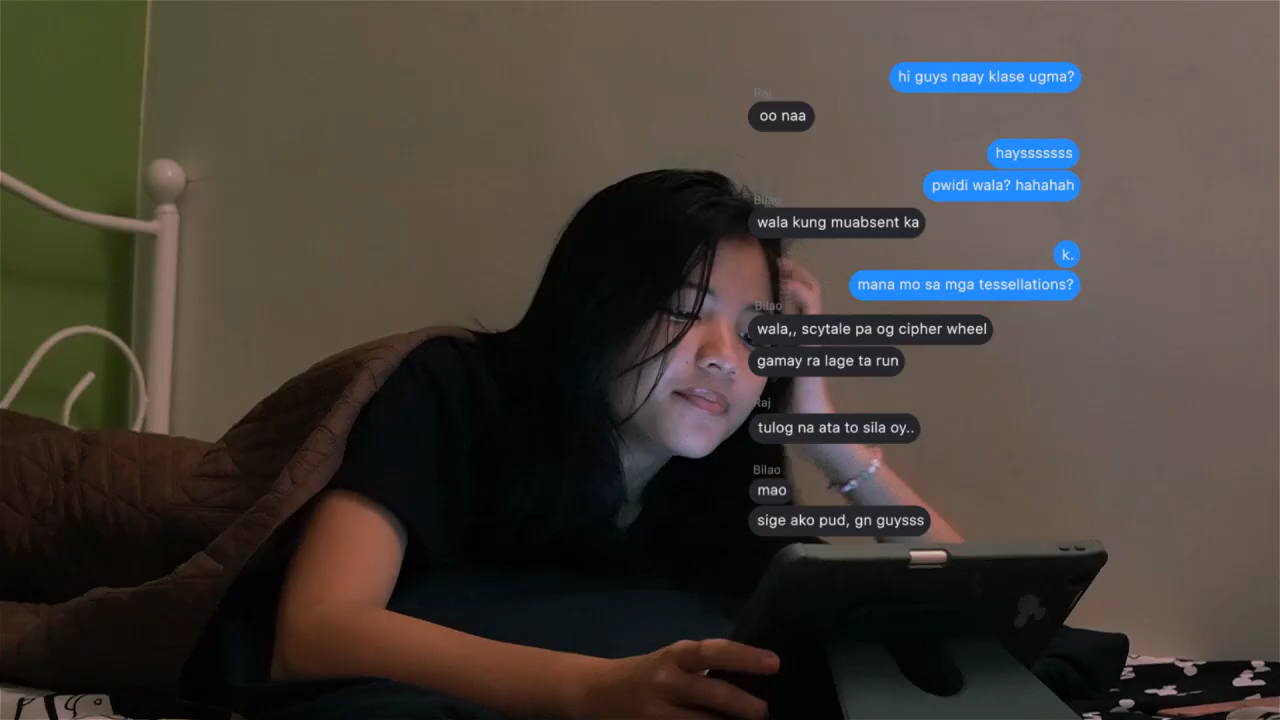 hi guys naay klase ugma?
Raj
oo naa
hayssssssss
pwidi wala? hahahah
Bilao
wala kung muabsent ka
k.
mana mo sa mga tessellations?
Bilao
wala,, scytale pa og cipher wheel
gamay ra lage ta run
Raj
tulog na ata to sila oy..
Bilao
mao
sige ako pud, gn guysss